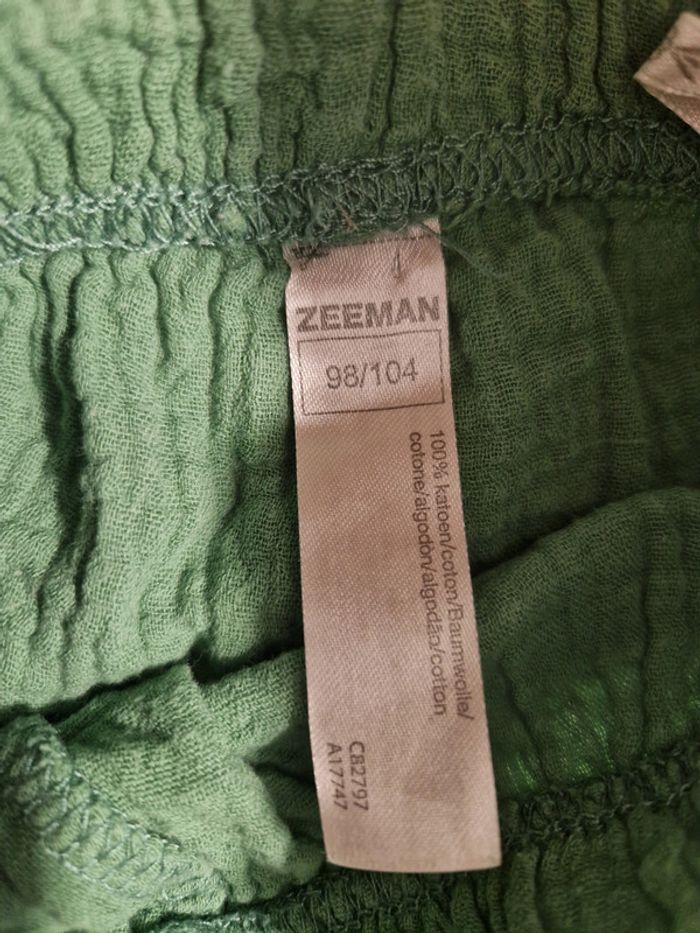 ZEEMAN
98/104
100% katoen/coton/Baumwolle/
cotone/algodón/algodão/cotton
CB2797
A17747